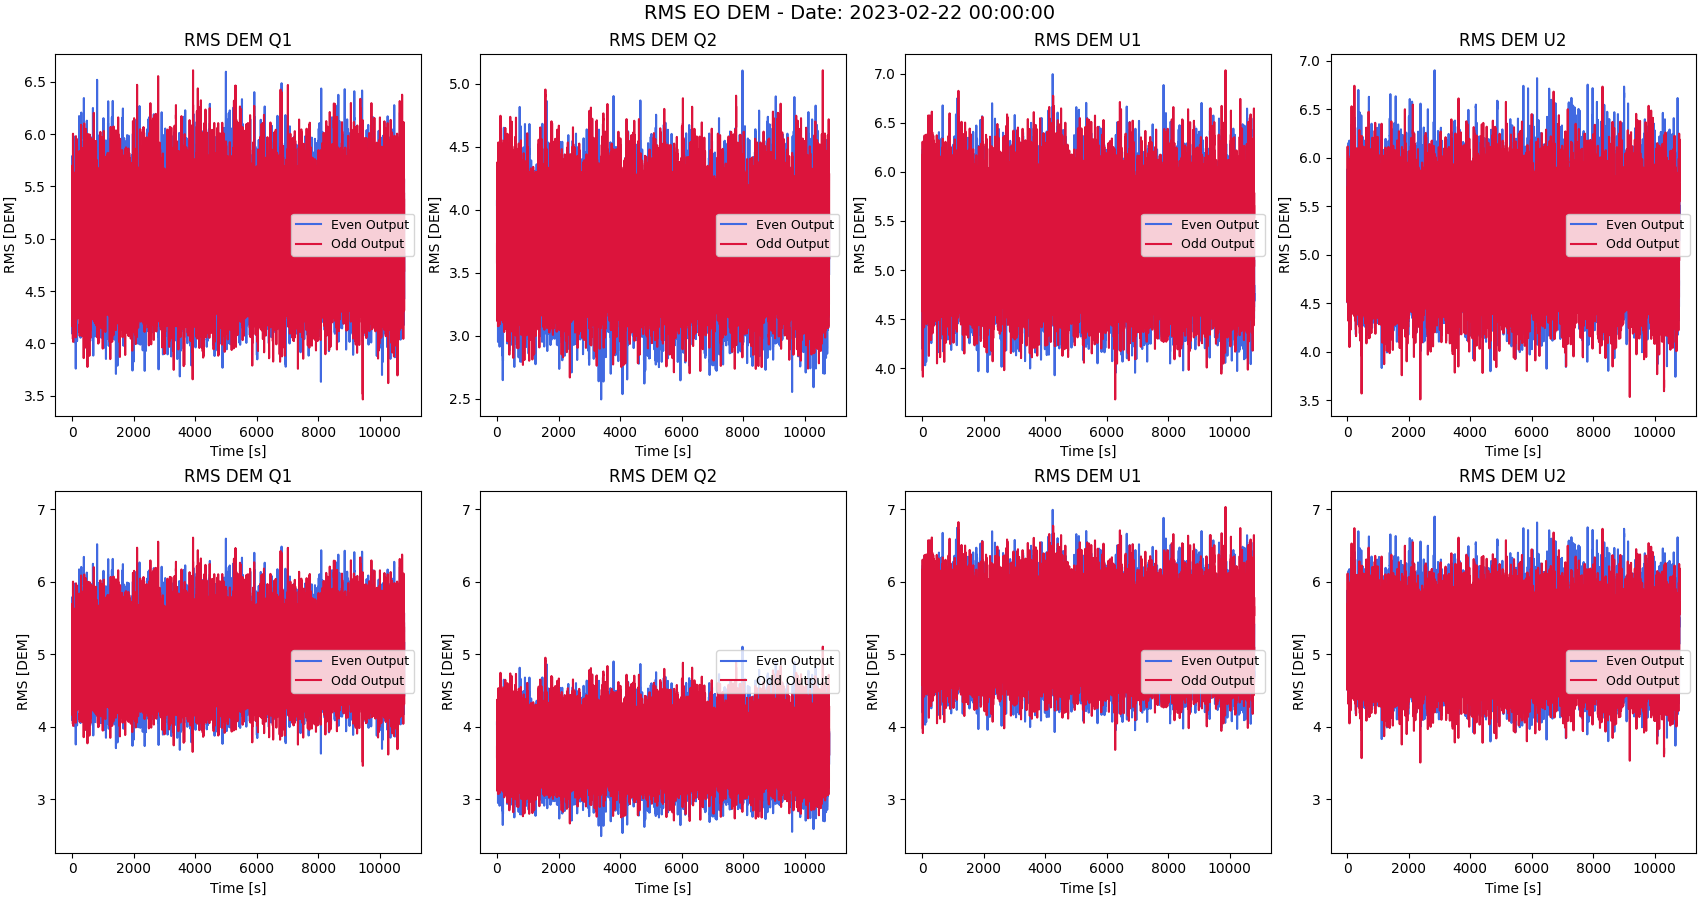 RMS EO DEM - Date: 2023-02-22 00:00:00
RMS DEM Q1
RMS [DEM]
6.5
6.0
5.5
5.0
4.5
4.0
3.5
0 2000 4000 6000 8000 10000
Time [s]
Even Output
Odd Output
RMS DEM Q2
RMS [DEM]
5.0
4.5
4.0
3.5
3.0
2.5
0 2000 4000 6000 8000 10000
Time [s]
Even Output
Odd Output
RMS DEM U1
RMS [DEM]
7.0
6.5
6.0
5.5
5.0
4.5
4.0
0 2000 4000 6000 8000 10000
Time [s]
Even Output
Odd Output
RMS DEM U2
RMS [DEM]
7.0
6.5
6.0
5.5
5.0
4.5
4.0
3.5
0 2000 4000 6000 8000 10000
Time [s]
Even Output
Odd Output
RMS DEM Q1
RMS [DEM]
7
6
5
4
3
0 2000 4000 6000 8000 10000
Time [s]
Even Output
Odd Output
RMS DEM Q2
RMS [DEM]
7
6
5
4
3
0 2000 4000 6000 8000 10000
Time [s]
Even Output
Odd Output
RMS DEM U1
RMS [DEM]
7
6
5
4
3
0 2000 4000 6000 8000 10000
Time [s]
Even Output
Odd Output
RMS DEM U2
RMS [DEM]
7
6
5
4
3
0 2000 4000 6000 8000 10000
Time [s]
Even Output
Odd Output